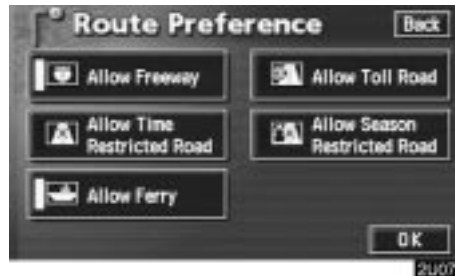 Route Preference
Back
Allow Freeway
Allow Toll Road
Allow Time
Restricted Road
Allow Season
Restricted Road
Allow Ferry
OK
2U07